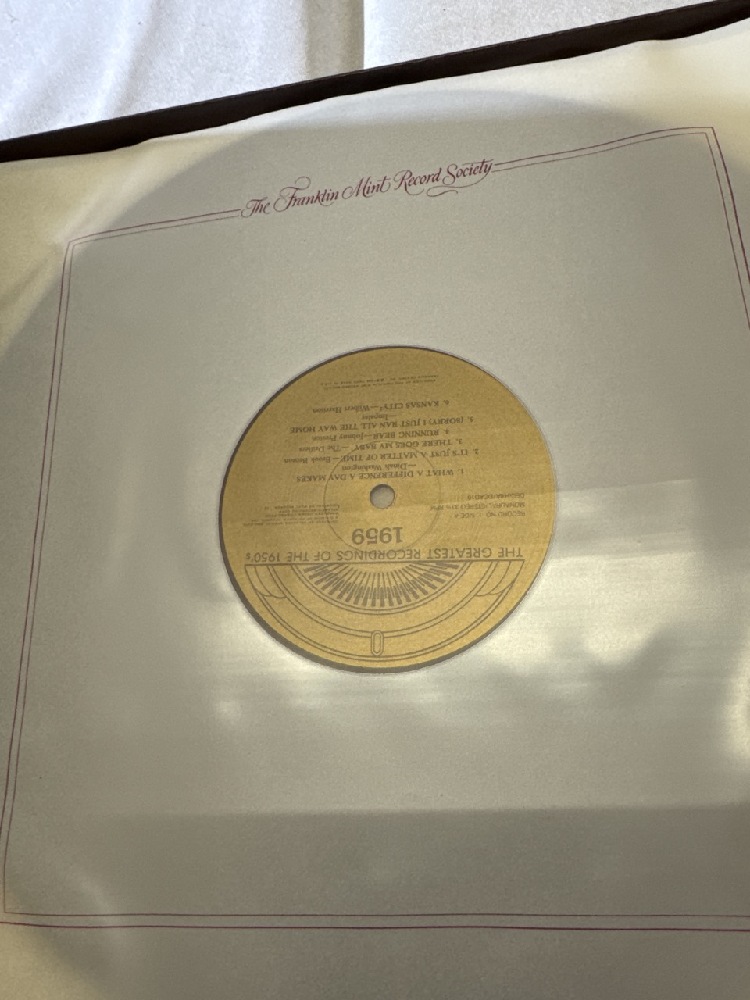 The Franklin Mint Record Society
THE GREATEST RECORDINGS OF THE 1950's
1959
SIDE A
1. WHAT A DIFFERENCE A DAY MAKES
—Dinah Washington
2. IT'S JUST A MATTER OF TIME—Brook Benton
3. THERE GOES MY BABY—The Drifters
4. RUNNING BEAR—Johnny Preston
5. (SORRY) I JUST RAN ALL THE WAY HOME
—Impalas
6. KANSAS CITY—Wilbert Harrison